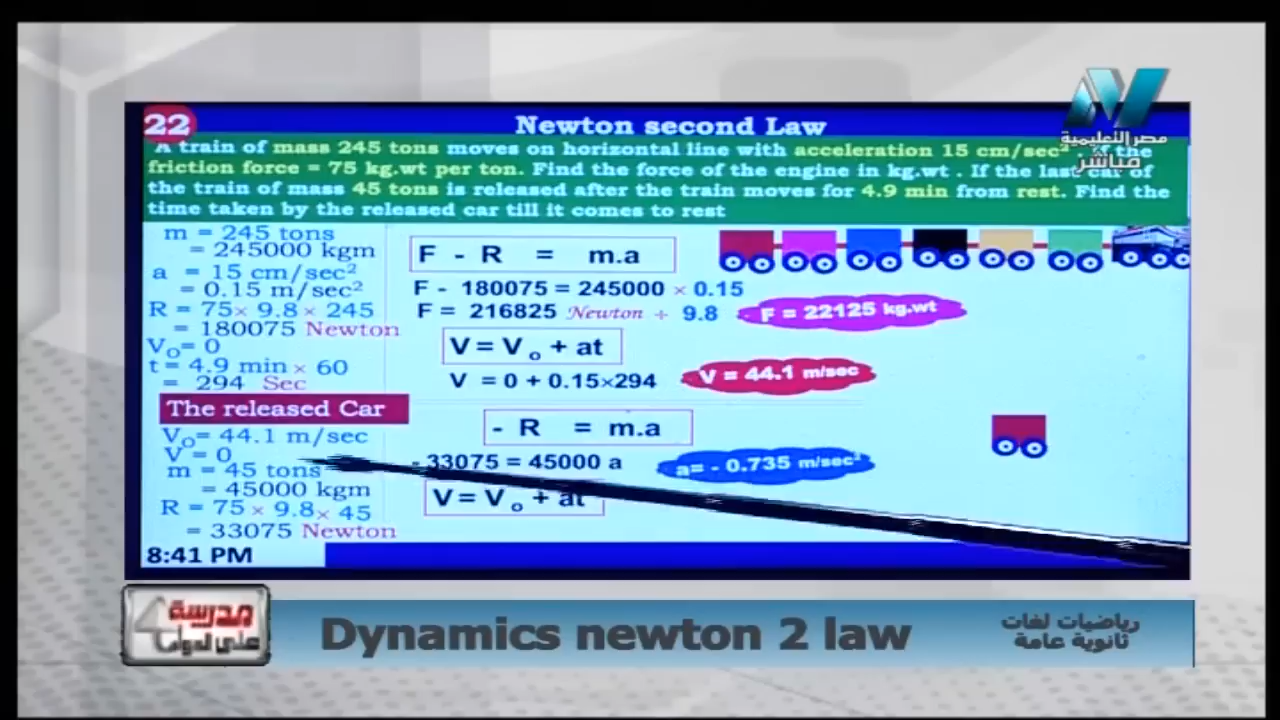 22
Newton second Law
A train of mass 245 tons moves on horizontal line with acceleration 15 cm/sec² the
friction force = 75 kg.wt per ton. Find the force of the engine in kg.wt . If the last car of
the train of mass 45 tons is released after the train moves for 4.9 min from rest. Find the
time taken by the released car till it comes to rest
مصر التعليمية
مباشر
m = 245 tons
= 245000 kgm
a = 15 cm/sec²
= 0.15 m/sec²
R = 75× 9.8 × 245
= 180075 Newton
V₀= 0
t = 4.9 min × 60
= 294 Sec
The released Car
V₀= 44.1 m/sec
V = 0
m = 45 tons
= 45000 kgm
R = 75 × 9.8× 45
= 33075 Newton
8:41 PM
F - R = m.a
F - 180075 = 245000 × 0.15
F = 216825 Newton ÷ 9.8
F = 22125 kg.wt
V = V₀ + at
V = 0 + 0.15×294
V = 44.1 m/sec
- R = m.a
- 33075 = 45000 a
a= - 0.735 m/sec²
V = V₀ + at
مدرسة
على الهواء
Dynamics newton 2 law
رياضيات لغات
ثانوية عامة